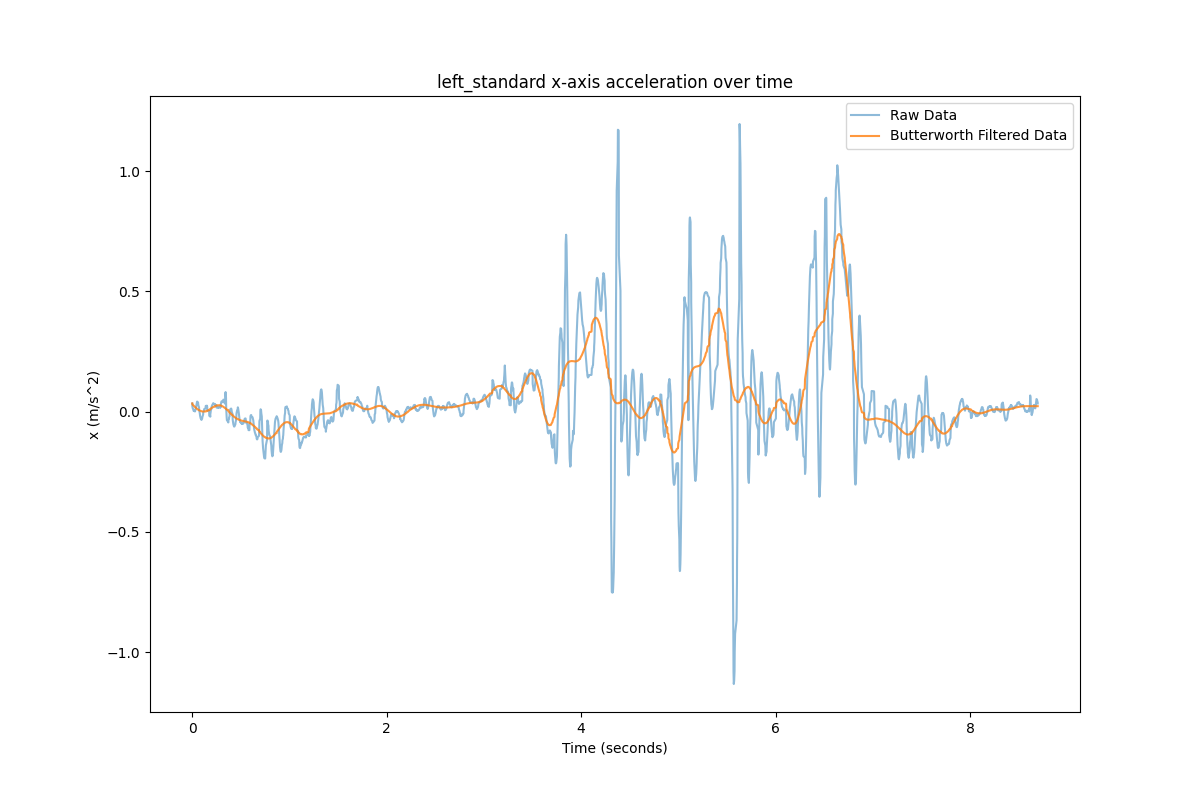 left_standard x-axis acceleration over time
Raw Data
Butterworth Filtered Data
1.0
0.5
0.0
−0.5
−1.0
x (m/s^2)
0 2 4 6 8
Time (seconds)